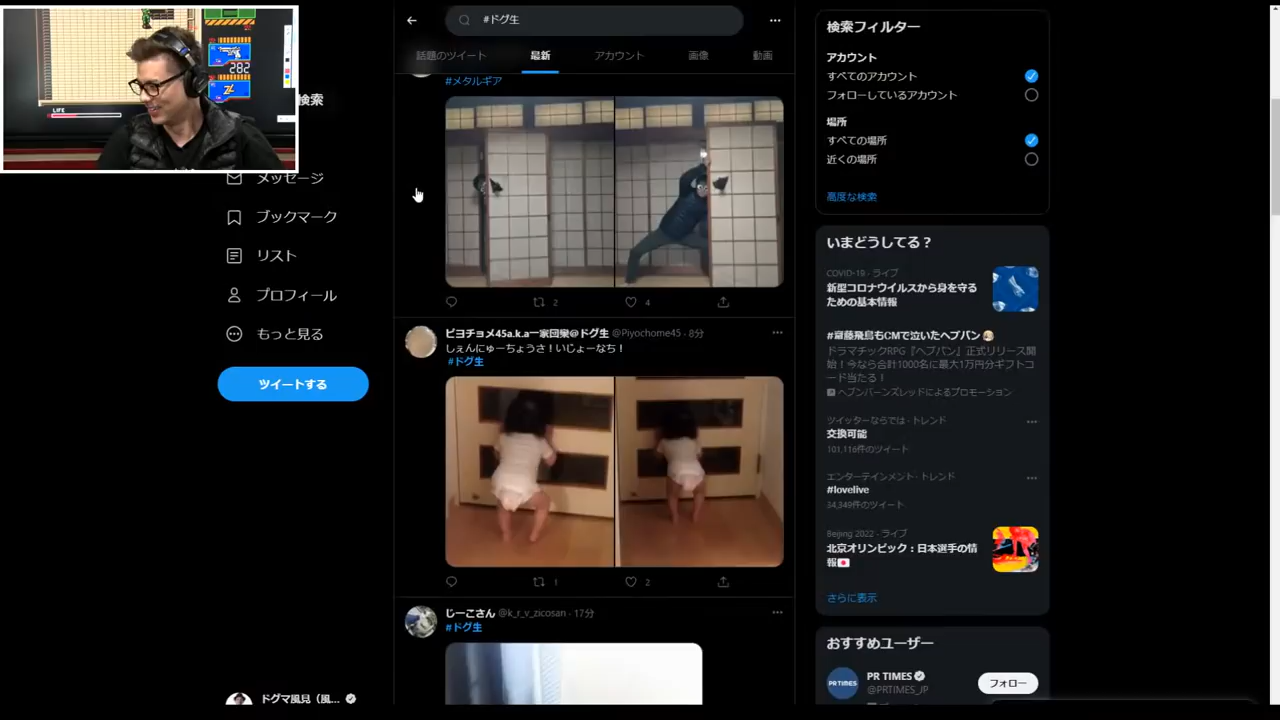 LIFE
282
検索
メッセージ
ブックマーク
リスト
プロフィール
もっと見る
ツイートする
ドグマ風見（風...
#ドグ生
話題のツイート
最新
アカウント
画像
動画
#メタルギア
2
4
ピヨチョメ45a.k.a一家団欒@ドグ生 @Piyochome45・8分
しぇんにゅーちょうさ！いじょーなち！
#ドグ生
1
2
じーこさん @k_r_v_zicosan・17分
#ドグ生
検索フィルター
アカウント
すべてのアカウント
フォローしているアカウント
場所
すべての場所
近くの場所
高度な検索
いまどうしてる？
COVID-19・ライブ
新型コロナウイルスから身を守る
ための基本情報
#齋藤飛鳥もCMで泣いたヘブバン
ドラマチックRPG『ヘブバン』正式リリース開
始！今なら合計1000名に最大1万円分ギフトコ
ード当たる！
ヘブンバーンズレッドによるプロモーション
ツイッターならでは・トレンド
交換可能
101,116件のツイート
エンターテインメント・トレンド
#lovelive
34,349件のツイート
Beijing 2022・ライブ
北京オリンピック：日本選手の情
報🇯🇵
さらに表示
おすすめユーザー
PRTIMES
PR TIMES
@PRTIMES_JP
フォロー